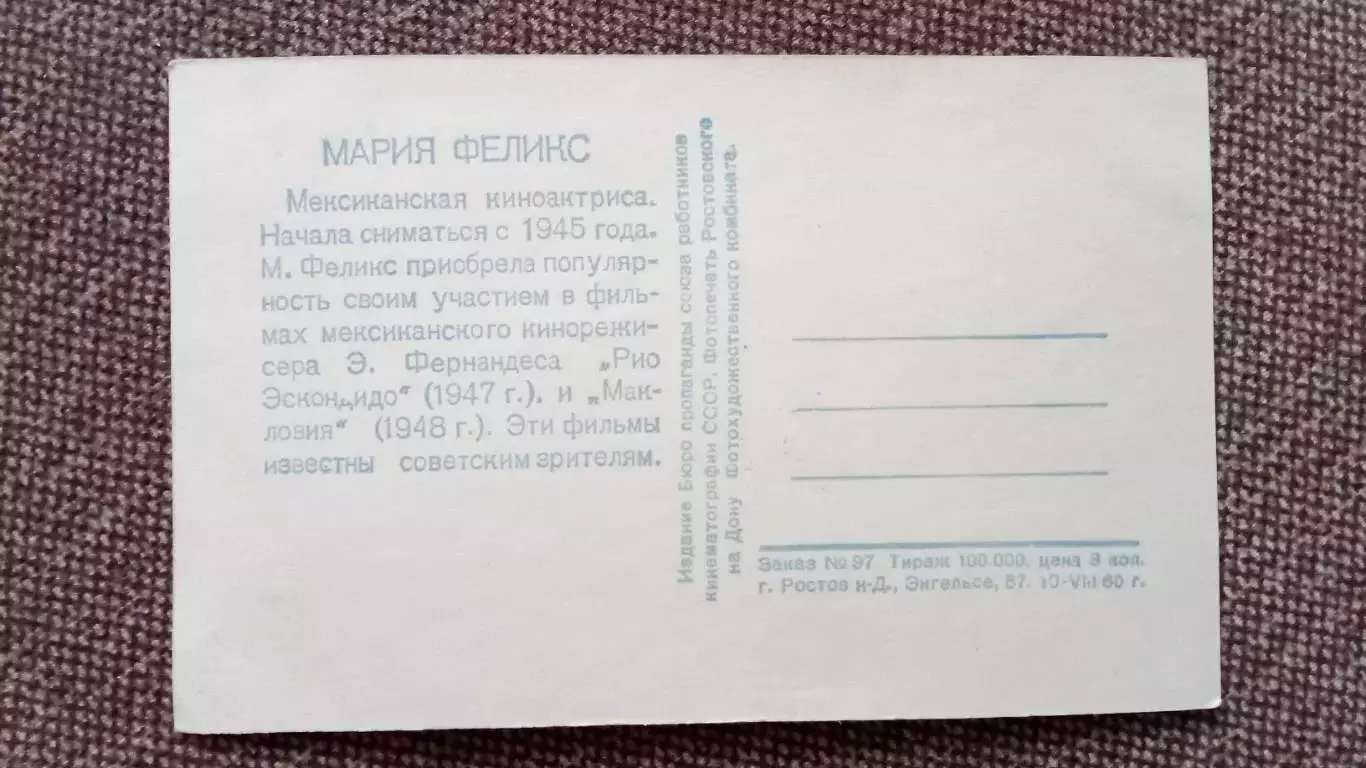 МАРИЯ ФЕЛИКС
Мексиканская киноактриса.
Начала сниматься с 1945 года.
М. Феликс приобрела популяр-
ность своим участием в филь-
мах мексиканского кинорежи-
сера Э. Фернандеса „Рио
Эскондидо“ (1947 г.). и „Мак-
ловия“ (1948 г.). Эти фильмы
известны советским зрителям.
Издание Бюро пропаганды союза работников
кинематографии СССР. Фотопечать Ростовского
на Дону Фотохудожественного комбината.
Заказ № 97 Тираж 100.000. цена 3 коп.
г. Ростов н-Д., Энгельсе, 67. 10-VIII 60 г.